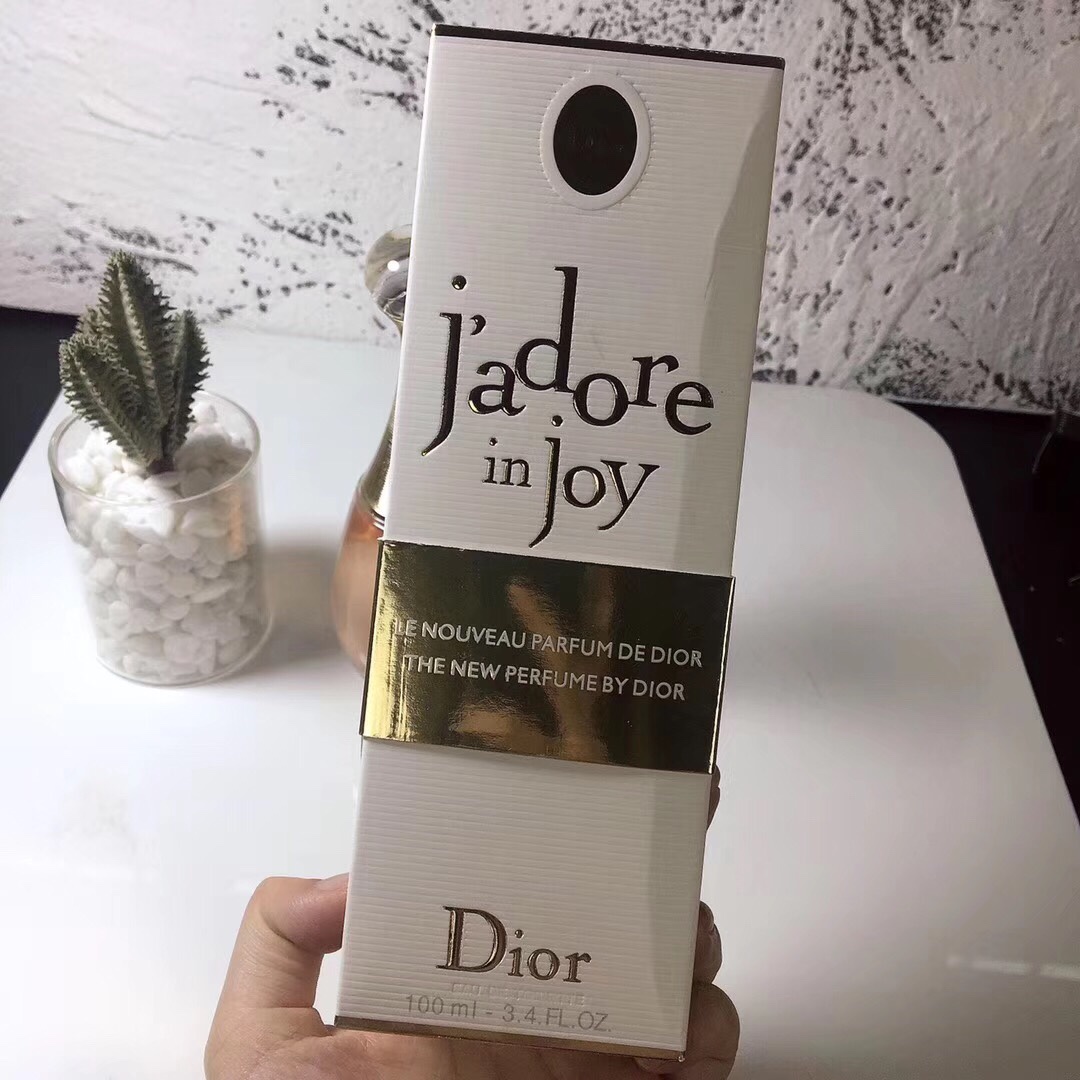 j'adore
in joy
LE NOUVEAU PARFUM DE DIOR
THE NEW PERFUME BY DIOR
Dior
100 ml - 3.4.FL.OZ.